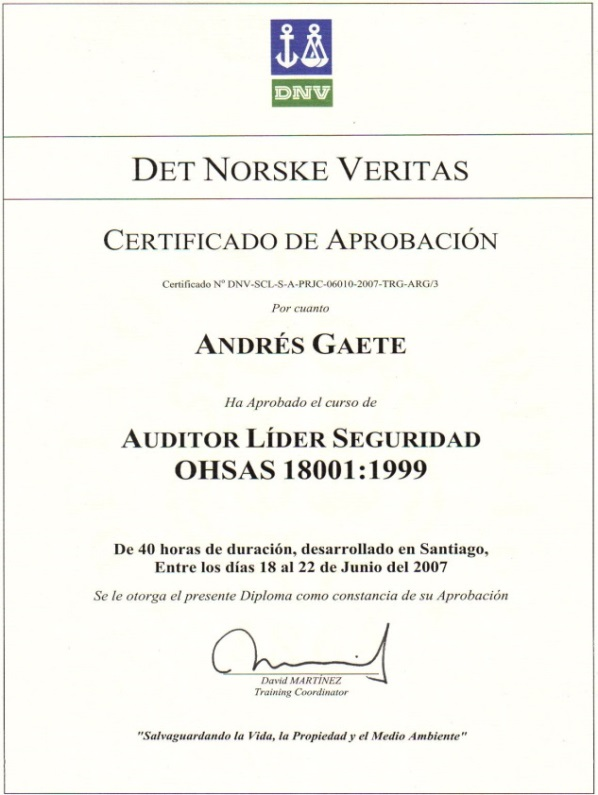 DNV
DET NORSKE VERITAS
CERTIFICADO DE APROBACIÓN
Certificado Nº DNV-SCL-S-A-PRJC-06010-2007-TRG-ARG/3
Por cuanto
ANDRÉS GAETE
Ha Aprobado el curso de
AUDITOR LÍDER SEGURIDAD
OHSAS 18001:1999
De 40 horas de duración, desarrollado en Santiago,
Entre los días 18 al 22 de Junio del 2007
Se le otorga el presente Diploma como constancia de su Aprobación
David MARTÍNEZ
Training Coordinator
"Salvaguardando la Vida, la Propiedad y el Medio Ambiente"